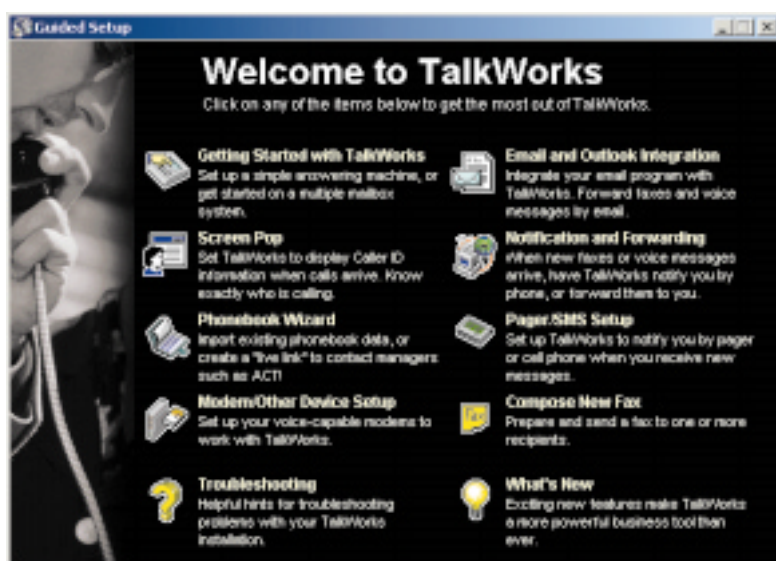 Guided Setup
Welcome to TalkWorks
Click on any of the items below to get the most out of TalkWorks.
Getting Started with TalkWorks
Set up a simple answering machine, or
get started on a multiple mailbox
system.
Screen Pop
Set TalkWorks to display Caller ID
information when calls arrive. Know
exactly who is calling.
Phonebook Wizard
Import existing phonebook data, or
create a "live link" to contact managers
such as ACT!
Modem/Other Device Setup
Set up your voice-capable modems to
work with TalkWorks.
Troubleshooting
Helpful hints for troubleshooting
problems with your TalkWorks
installation.
Email and Outlook Integration
Integrate your email program with
TalkWorks. Forward faxes and voice
messages by email.
Notification and Forwarding
When new faxes or voice messages
arrive, have TalkWorks notify you by
phone, or forward them to you.
Pager/SMS Setup
Set up TalkWorks to notify you by pager
or cell phone when you receive new
messages.
Compose New Fax
Prepare and send a fax to one or more
recipients.
What's New
Exciting new features make TalkWorks
a more powerful business tool than
ever.